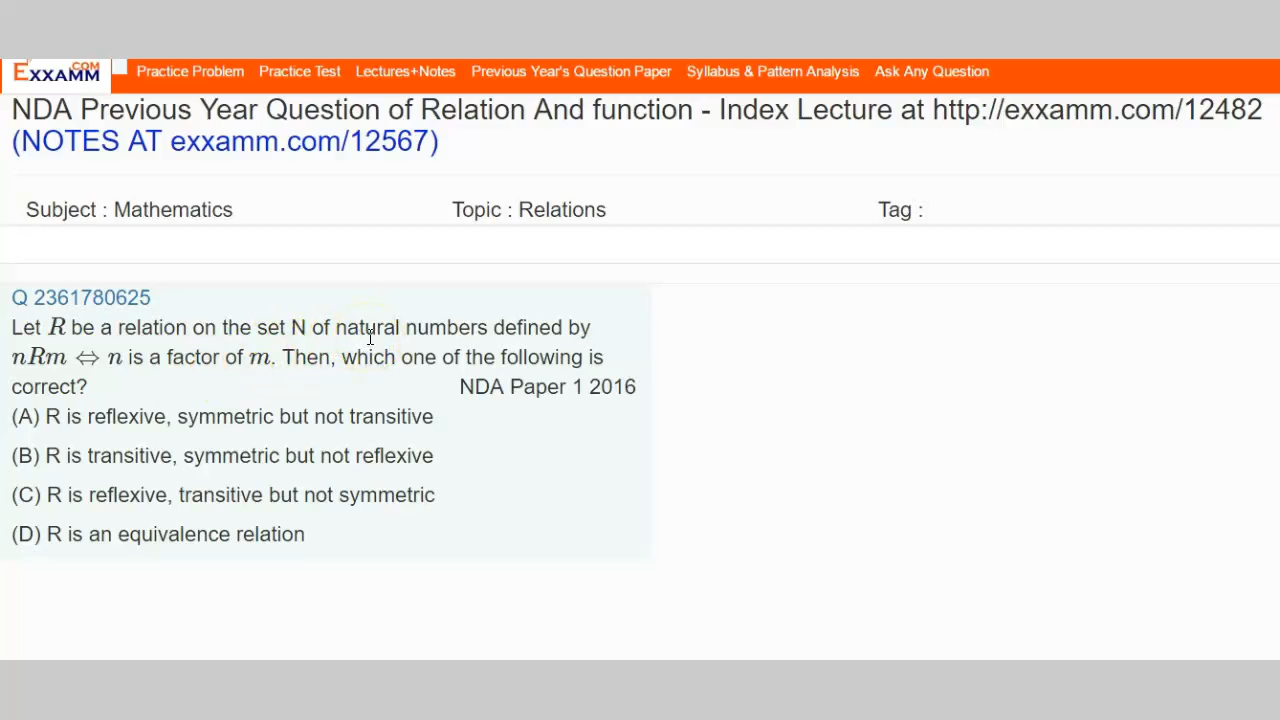 EXXAMM.COM
Practice Problem Practice Test Lectures+Notes Previous Year's Question Paper Syllabus & Pattern Analysis Ask Any Question
NDA Previous Year Question of Relation And function - Index Lecture at http://exxamm.com/12482
(NOTES AT exxamm.com/12567)
Subject : Mathematics Topic : Relations Tag :
Q 2361780625
Let R be a relation on the set N of natural numbers defined by
nRm ⇔ n is a factor of m. Then, which one of the following is
correct? NDA Paper 1 2016
(A) R is reflexive, symmetric but not transitive
(B) R is transitive, symmetric but not reflexive
(C) R is reflexive, transitive but not symmetric
(D) R is an equivalence relation